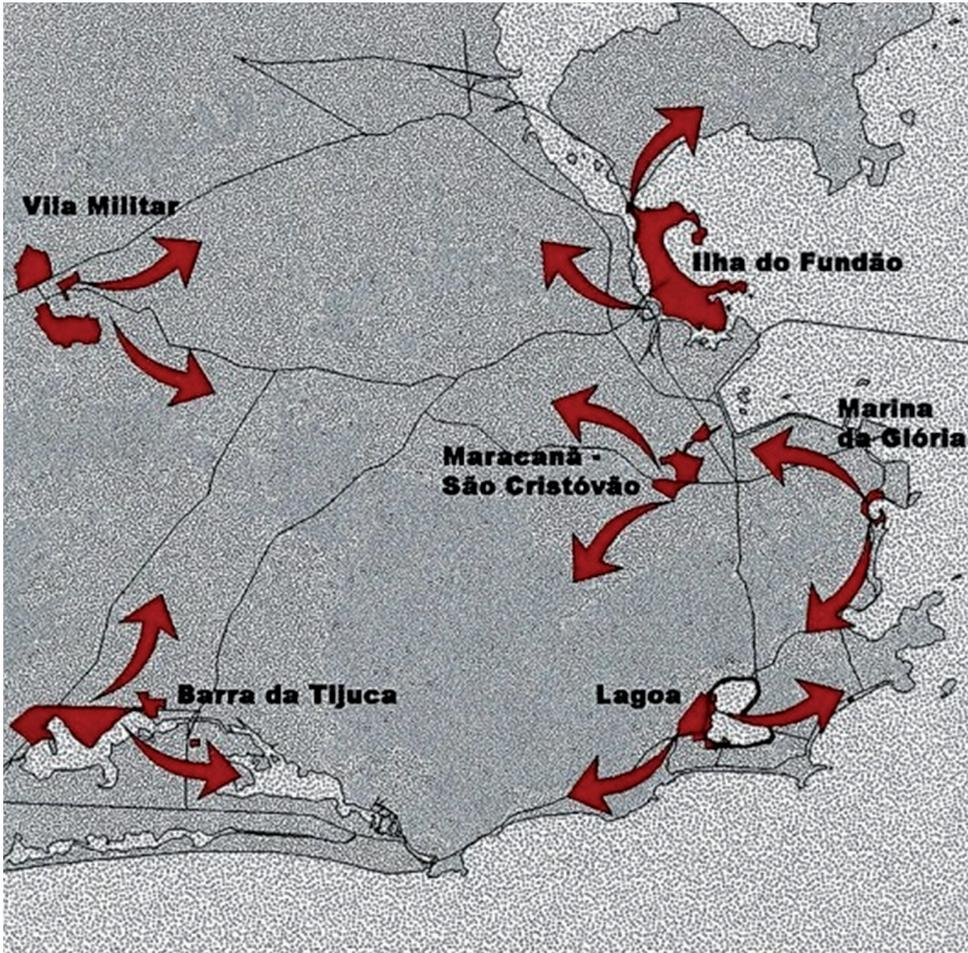 Vila Militar
Ilha do Fundão
Marina
da Glória
Maracanã -
São Cristóvão
Barra da Tijuca
Lagoa